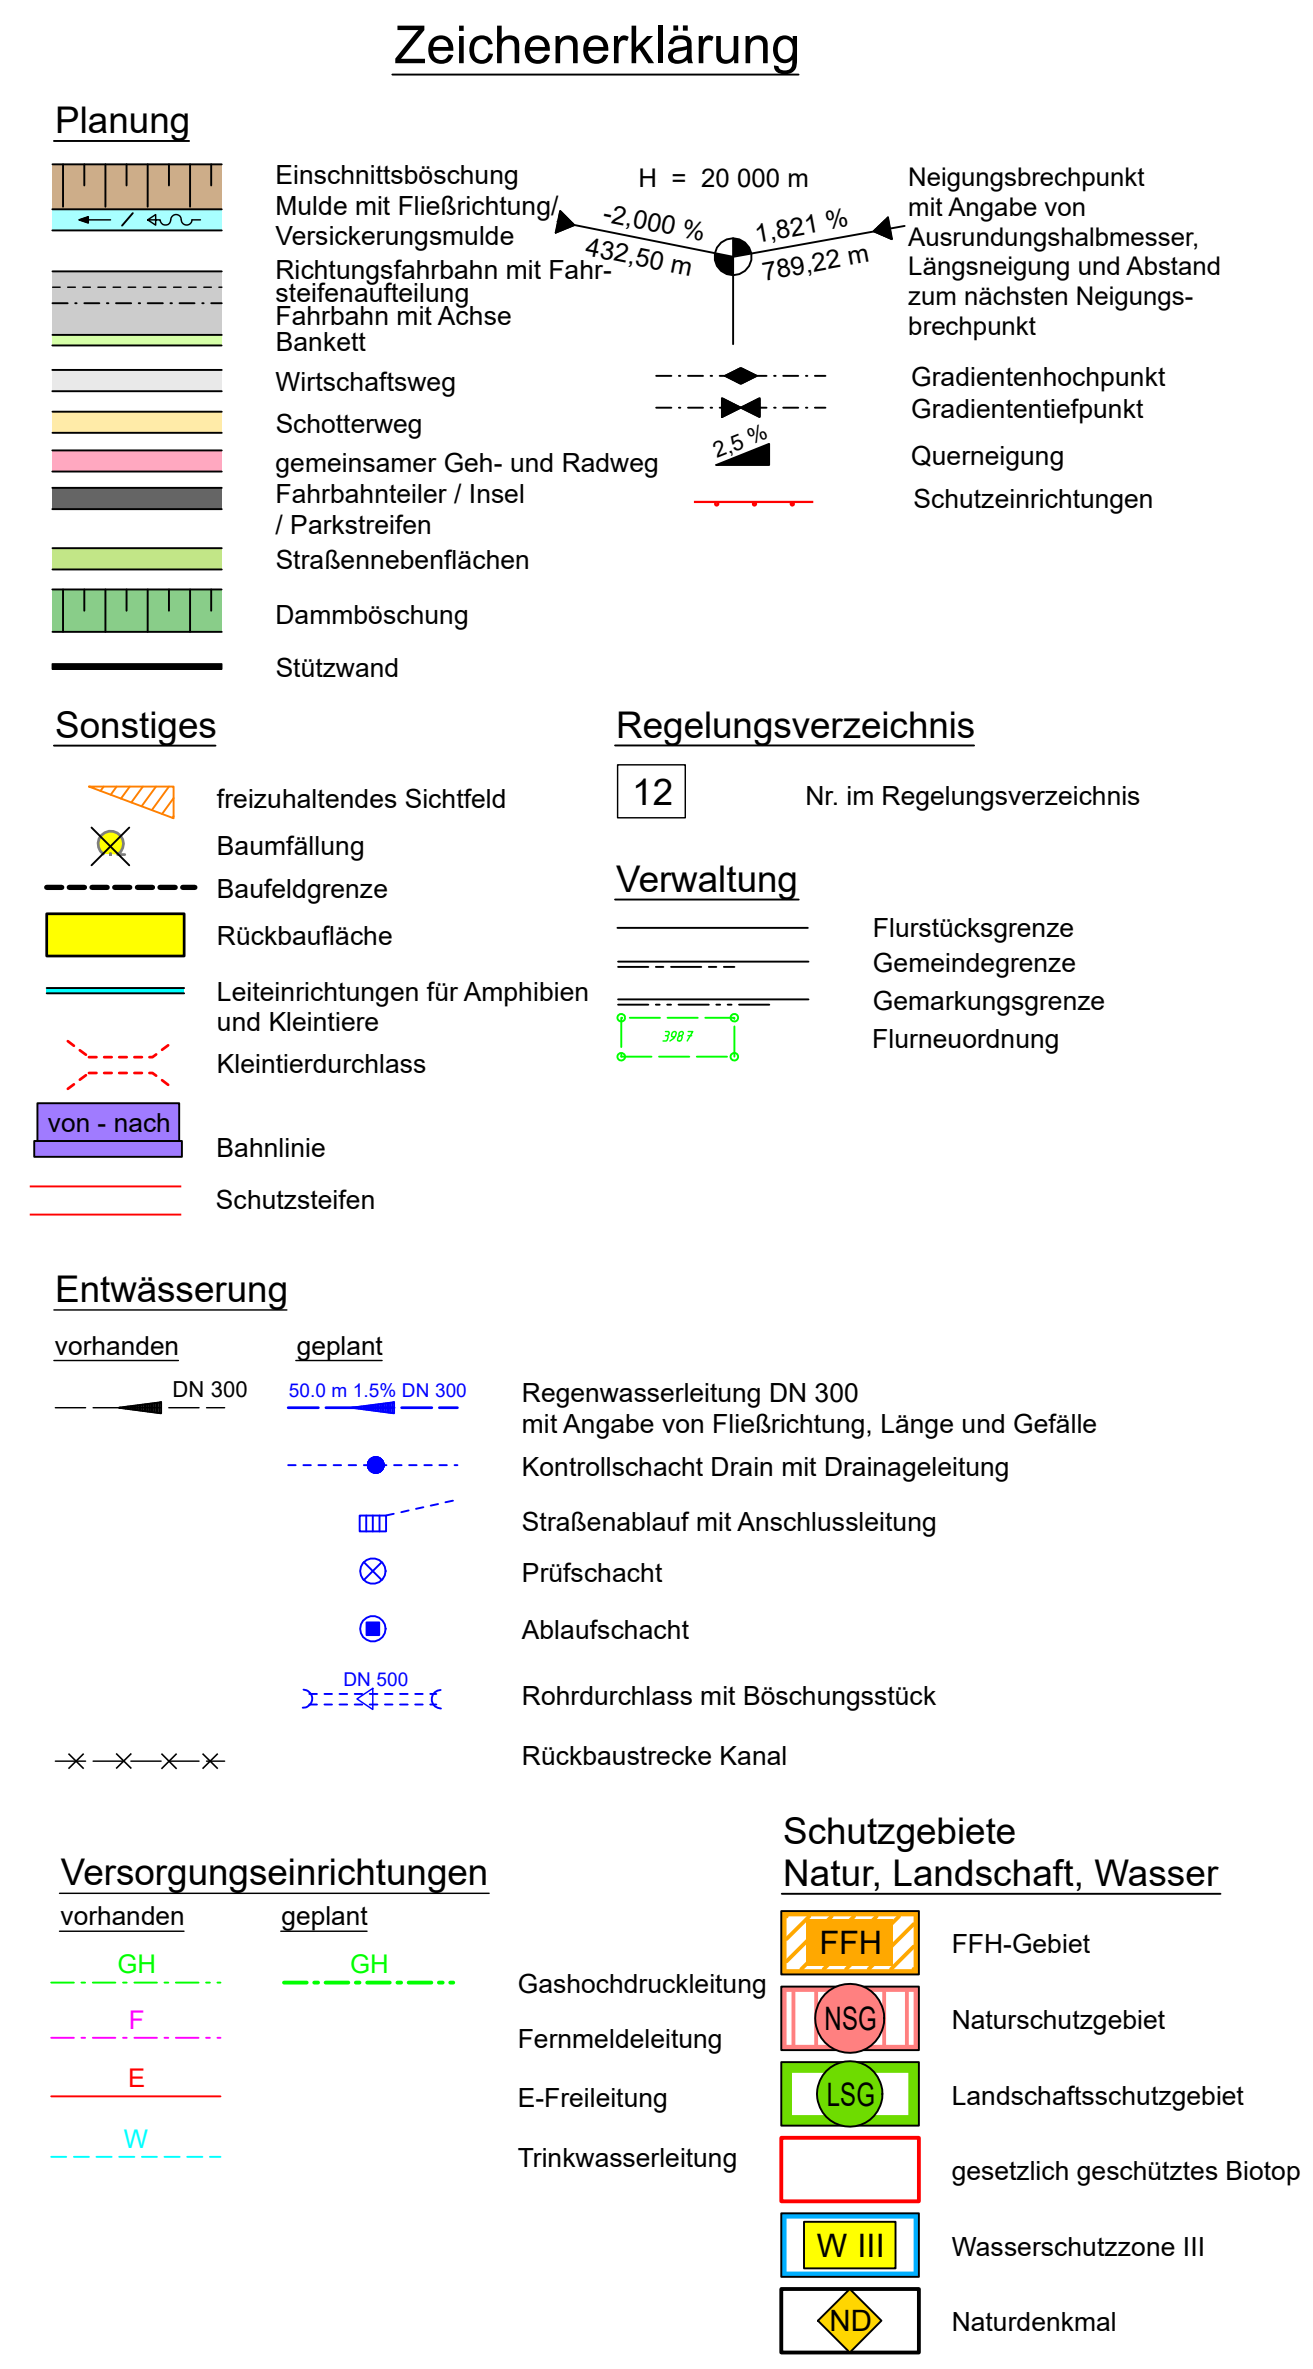 Zeichenerklärung
Planung
Einschnittsböschung
Mulde mit Fließrichtung/
Versickerungsmulde
Richtungsfahrbahn mit Fahr-
steifenaufteilung
Fahrbahn mit Achse
Bankett
Wirtschaftsweg
Schotterweg
gemeinsamer Geh- und Radweg
Fahrbahnteiler / Insel
/ Parkstreifen
Straßennebenflächen
Dammböschung
Stützwand
H = 20 000 m
-2,000 %
432,50 m
1,821 %
789,22 m
Neigungsbrechpunkt
mit Angabe von
Ausrundungshalbmesser,
Längsneigung und Abstand
zum nächsten Neigungs-
brechpunkt
Gradientenhochpunkt
Gradiententiefpunkt
2,5 %
Querneigung
Schutzeinrichtungen
Sonstiges
freizuhaltendes Sichtfeld
Baumfällung
Baufeldgrenze
Rückbaufläche
Leiteinrichtungen für Amphibien
und Kleintiere
Kleintierdurchlass
von - nach
Bahnlinie
Schutzsteifen
Regelungsverzeichnis
12
Nr. im Regelungsverzeichnis
Verwaltung
Flurstücksgrenze
Gemeindegrenze
Gemarkungsgrenze
3987
Flurneuordnung
Entwässerung
vorhanden
geplant
DN 300
50.0 m 1.5% DN 300
Regenwasserleitung DN 300
mit Angabe von Fließrichtung, Länge und Gefälle
Kontrollschacht Drain mit Drainageleitung
Straßenablauf mit Anschlussleitung
Prüfschacht
Ablaufschacht
DN 500
Rohrdurchlass mit Böschungsstück
Rückbaustrecke Kanal
Versorgungseinrichtungen
vorhanden
geplant
GH
GH
Gashochdruckleitung
F
Fernmeldeleitung
E
E-Freileitung
W
Trinkwasserleitung
Schutzgebiete
Natur, Landschaft, Wasser
FFH
FFH-Gebiet
NSG
Naturschutzgebiet
LSG
Landschaftsschutzgebiet
gesetzlich geschütztes Biotop
W III
Wasserschutzzone III
ND
Naturdenkmal